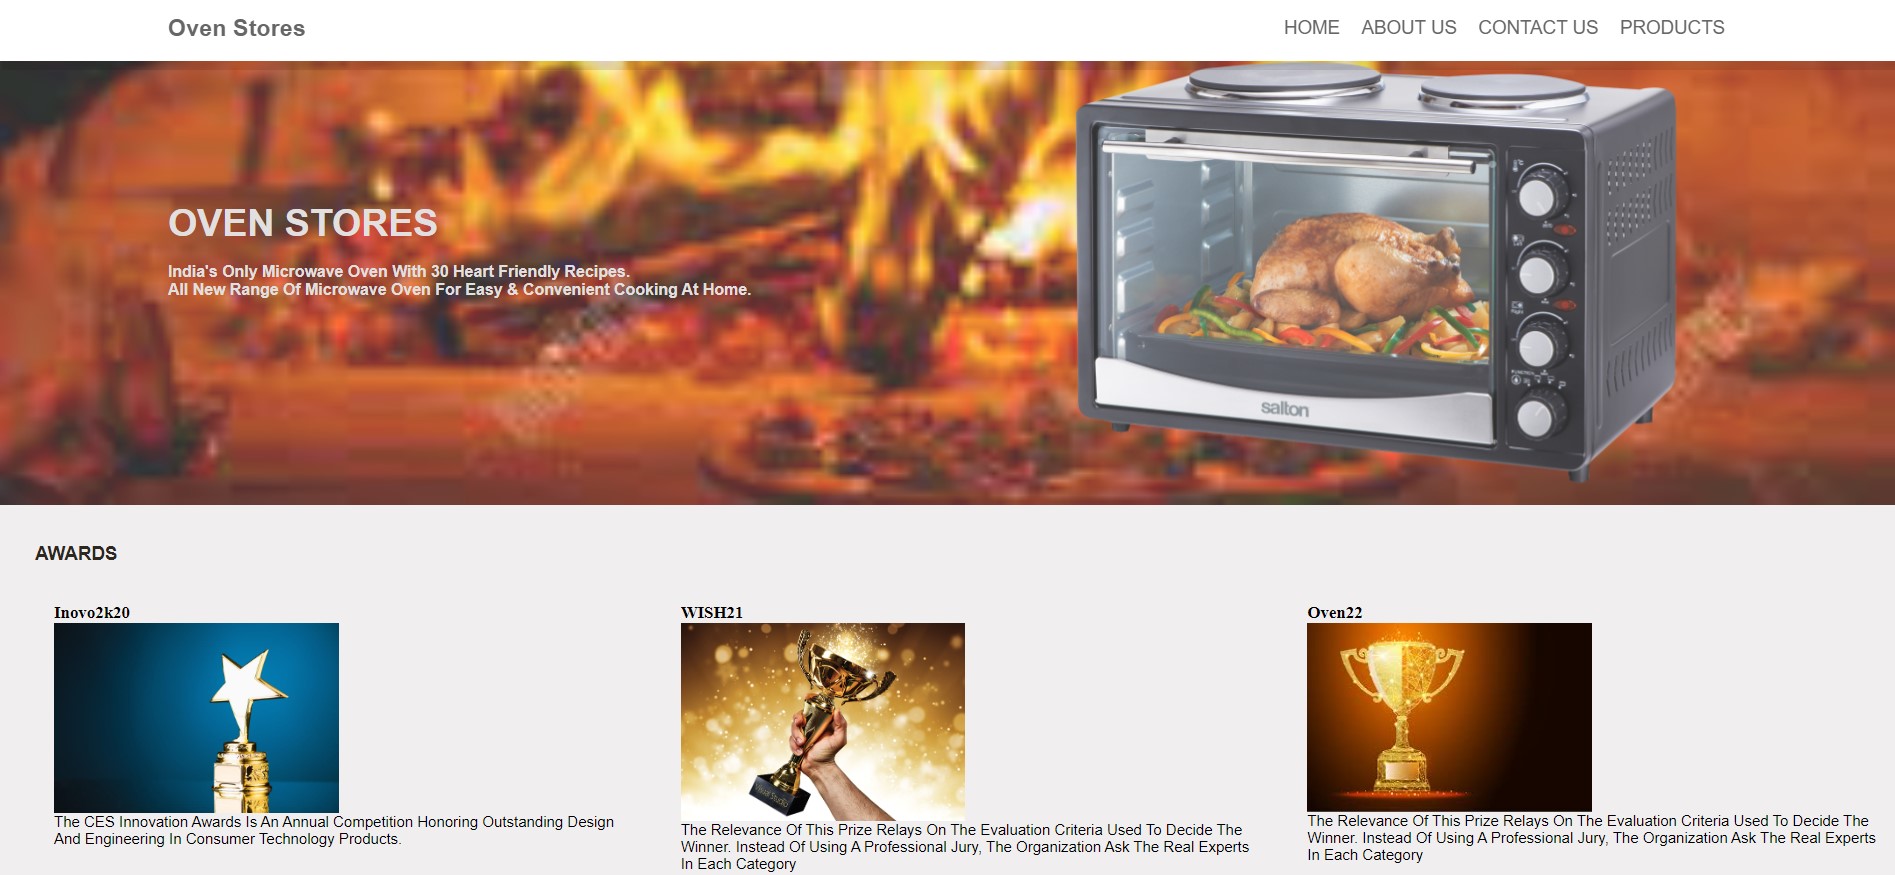 Oven Stores
HOME ABOUT US CONTACT US PRODUCTS
OVEN STORES
India's Only Microwave Oven With 30 Heart Friendly Recipes.
All New Range Of Microwave Oven For Easy & Convenient Cooking At Home.
salton
AWARDS
Inovo2k20
The CES Innovation Awards Is An Annual Competition Honoring Outstanding Design
And Engineering In Consumer Technology Products.
WISH21
Visual Studio
The Relevance Of This Prize Relays On The Evaluation Criteria Used To Decide The
Winner. Instead Of Using A Professional Jury, The Organization Ask The Real Experts
In Each Category
Oven22
The Relevance Of This Prize Relays On The Evaluation Criteria Used To Decide The
Winner. Instead Of Using A Professional Jury, The Organization Ask The Real Experts
In Each Category